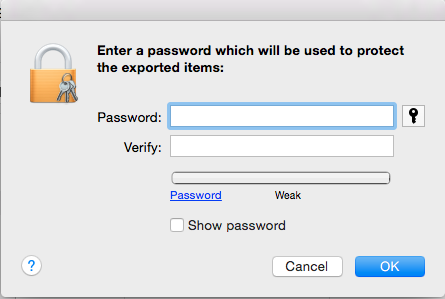 Enter a password which will be used to protect
the exported items:
Password:
Verify:
Password Weak
Show password
? Cancel OK